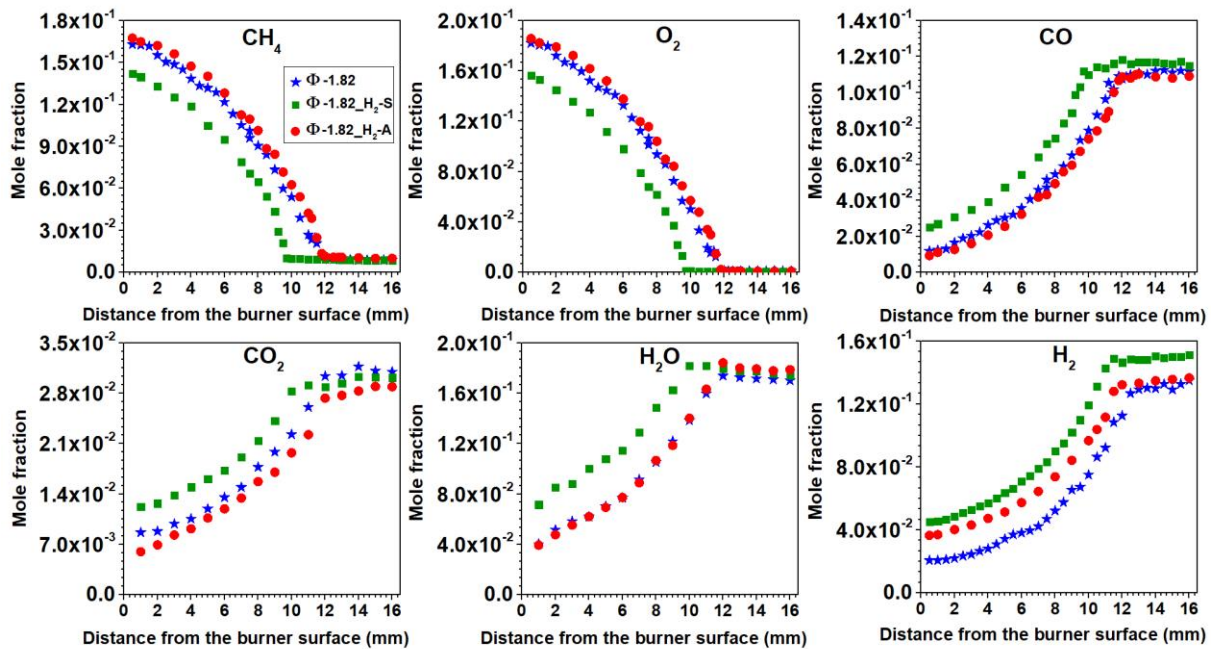 CH₄
Mole fraction
1.8x10⁻¹
1.5x10⁻¹
1.2x10⁻¹
9.0x10⁻²
6.0x10⁻²
3.0x10⁻²
0.0
Φ-1.82
Φ-1.82_H₂-S
Φ-1.82_H₂-A
0 2 4 6 8 10 12 14 16
Distance from the burner surface (mm)
O₂
Mole fraction
2.0x10⁻¹
1.6x10⁻¹
1.2x10⁻¹
8.0x10⁻²
4.0x10⁻²
0.0
0 2 4 6 8 10 12 14 16
Distance from the burner surface (mm)
CO
Mole fraction
1.4x10⁻¹
1.2x10⁻¹
1.0x10⁻¹
8.0x10⁻²
6.0x10⁻²
4.0x10⁻²
2.0x10⁻²
0.0
0 2 4 6 8 10 12 14 16
Distance from the burner surface (mm)
CO₂
Mole fraction
3.5x10⁻²
2.8x10⁻²
2.1x10⁻²
1.4x10⁻²
7.0x10⁻³
0.0
0 2 4 6 8 10 12 14 16
Distance from the burner surface (mm)
H₂O
Mole fraction
2.0x10⁻¹
1.6x10⁻¹
1.2x10⁻¹
8.0x10⁻²
4.0x10⁻²
0.0
0 2 4 6 8 10 12 14 16
Distance from the burner surface (mm)
H₂
Mole fraction
1.6x10⁻¹
1.2x10⁻¹
8.0x10⁻²
4.0x10⁻²
0.0
0 2 4 6 8 10 12 14 16
Distance from the burner surface (mm)